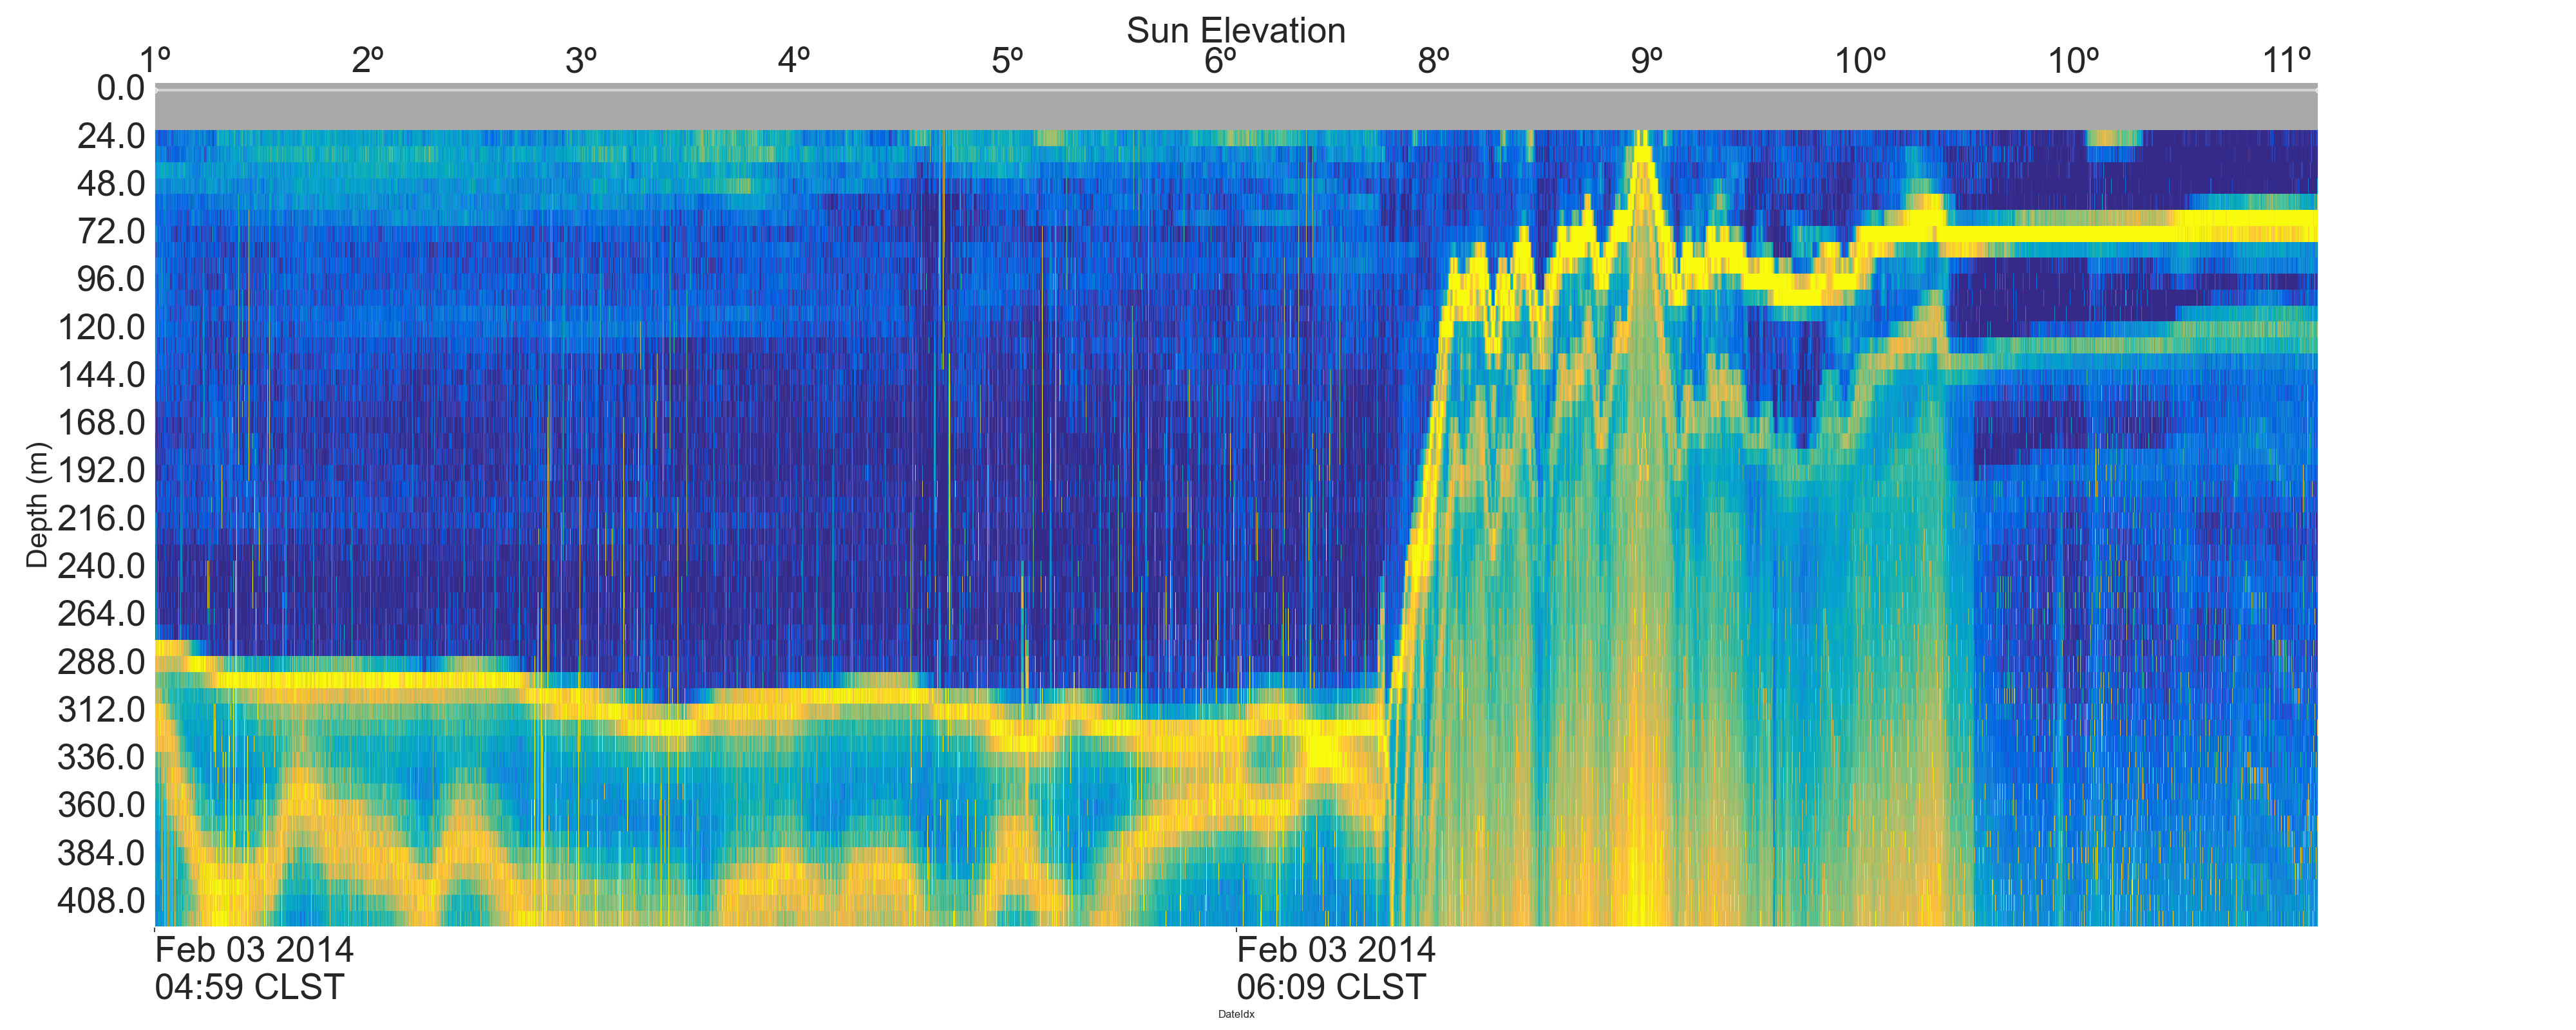 Sun Elevation
1º 2º 3º 4º 5º 6º 8º 9º 10º 10º 11º
0.0
24.0
48.0
72.0
96.0
120.0
144.0
168.0
192.0
216.0
240.0
264.0
288.0
312.0
336.0
360.0
384.0
408.0
Depth (m)
Feb 03 2014
04:59 CLST
Feb 03 2014
06:09 CLST
DateIdx